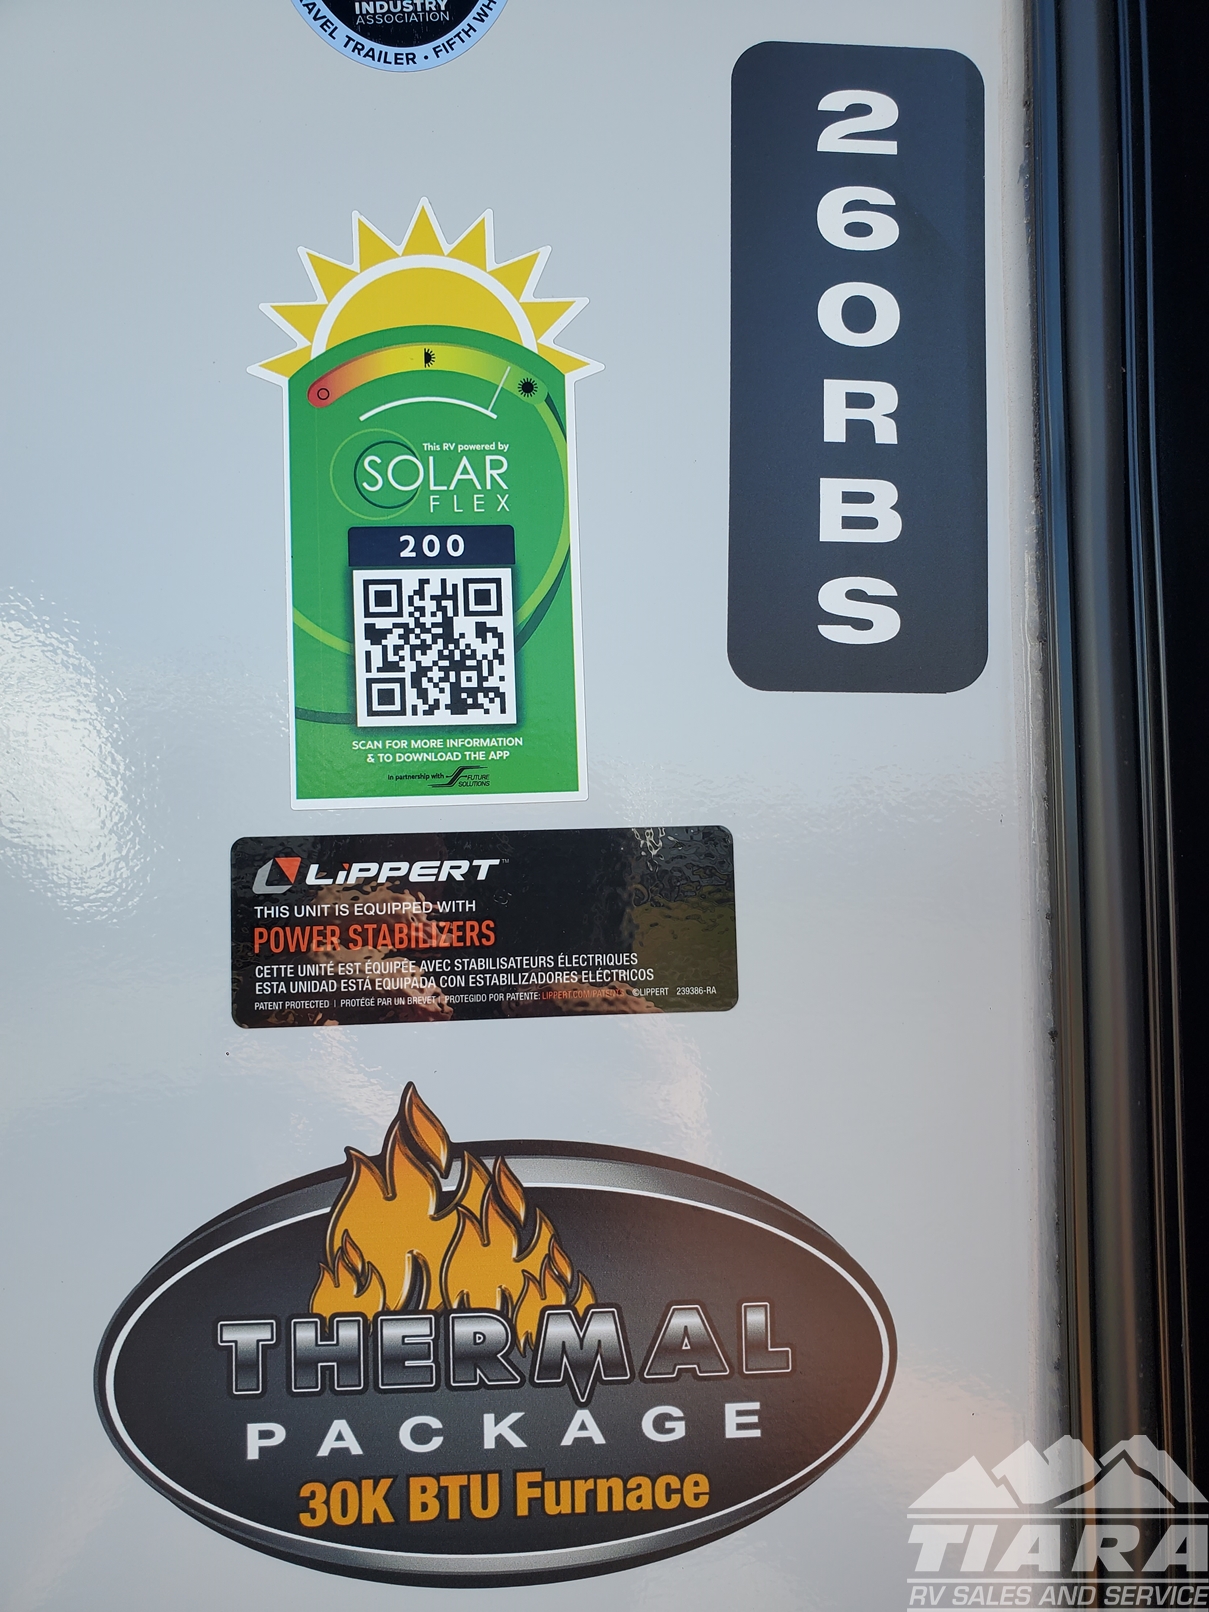 INDUSTRY
ASSOCIATION
TRAILER • FIFTH
260RBS
This RV powered by
SOLAR
FLEX
200
SCAN FOR MORE INFORMATION
& TO DOWNLOAD THE APP
In partnership with FUTURE
SOLUTIONS
LiPPERT™
THIS UNIT IS EQUIPPED WITH
POWER STABILIZERS
CETTE UNITÉ EST ÉQUIPÉE AVEC STABILISATEURS ÉLECTRIQUES
ESTA UNIDAD ESTÁ EQUIPADA CON ESTABILIZADORES ELÉCTRICOS
PATENT PROTECTED | PROTÉGÉ PAR UN BREVET | PROTEGIDO POR PATENTE: LIPPERT.COM/PATENTS ©LIPPERT 239386-RA
THERMAL
PACKAGE
30K BTU Furnace
TIARA
RV SALES AND SERVICE